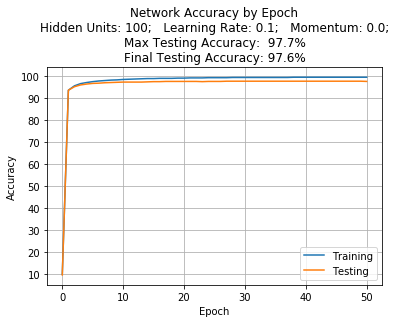 Network Accuracy by Epoch
Hidden Units: 100;   Learning Rate: 0.1;   Momentum: 0.0;
Max Testing Accuracy:  97.7%
Final Testing Accuracy: 97.6%
100
90
80
70
60
50
40
30
20
10
Accuracy
Training
Testing
0 10 20 30 40 50
Epoch